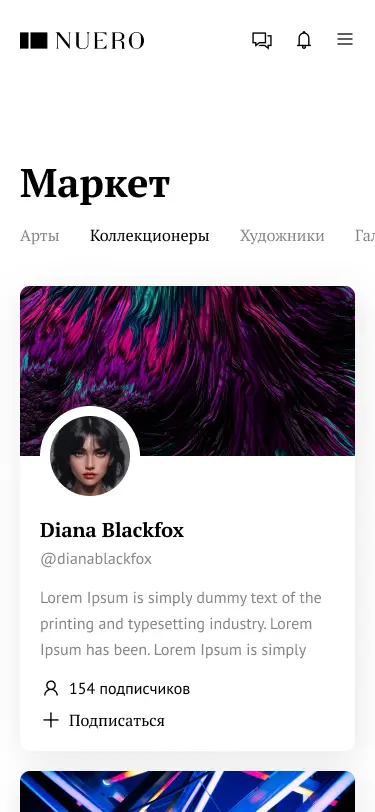 NUERO
Маркет
Арты Коллекционеры Художники
Diana Blackfox
@dianablackfox
Lorem Ipsum is simply dummy text of the
printing and typesetting industry. Lorem
Ipsum has been. Lorem Ipsum is simply
154 подписчиков
Подписаться